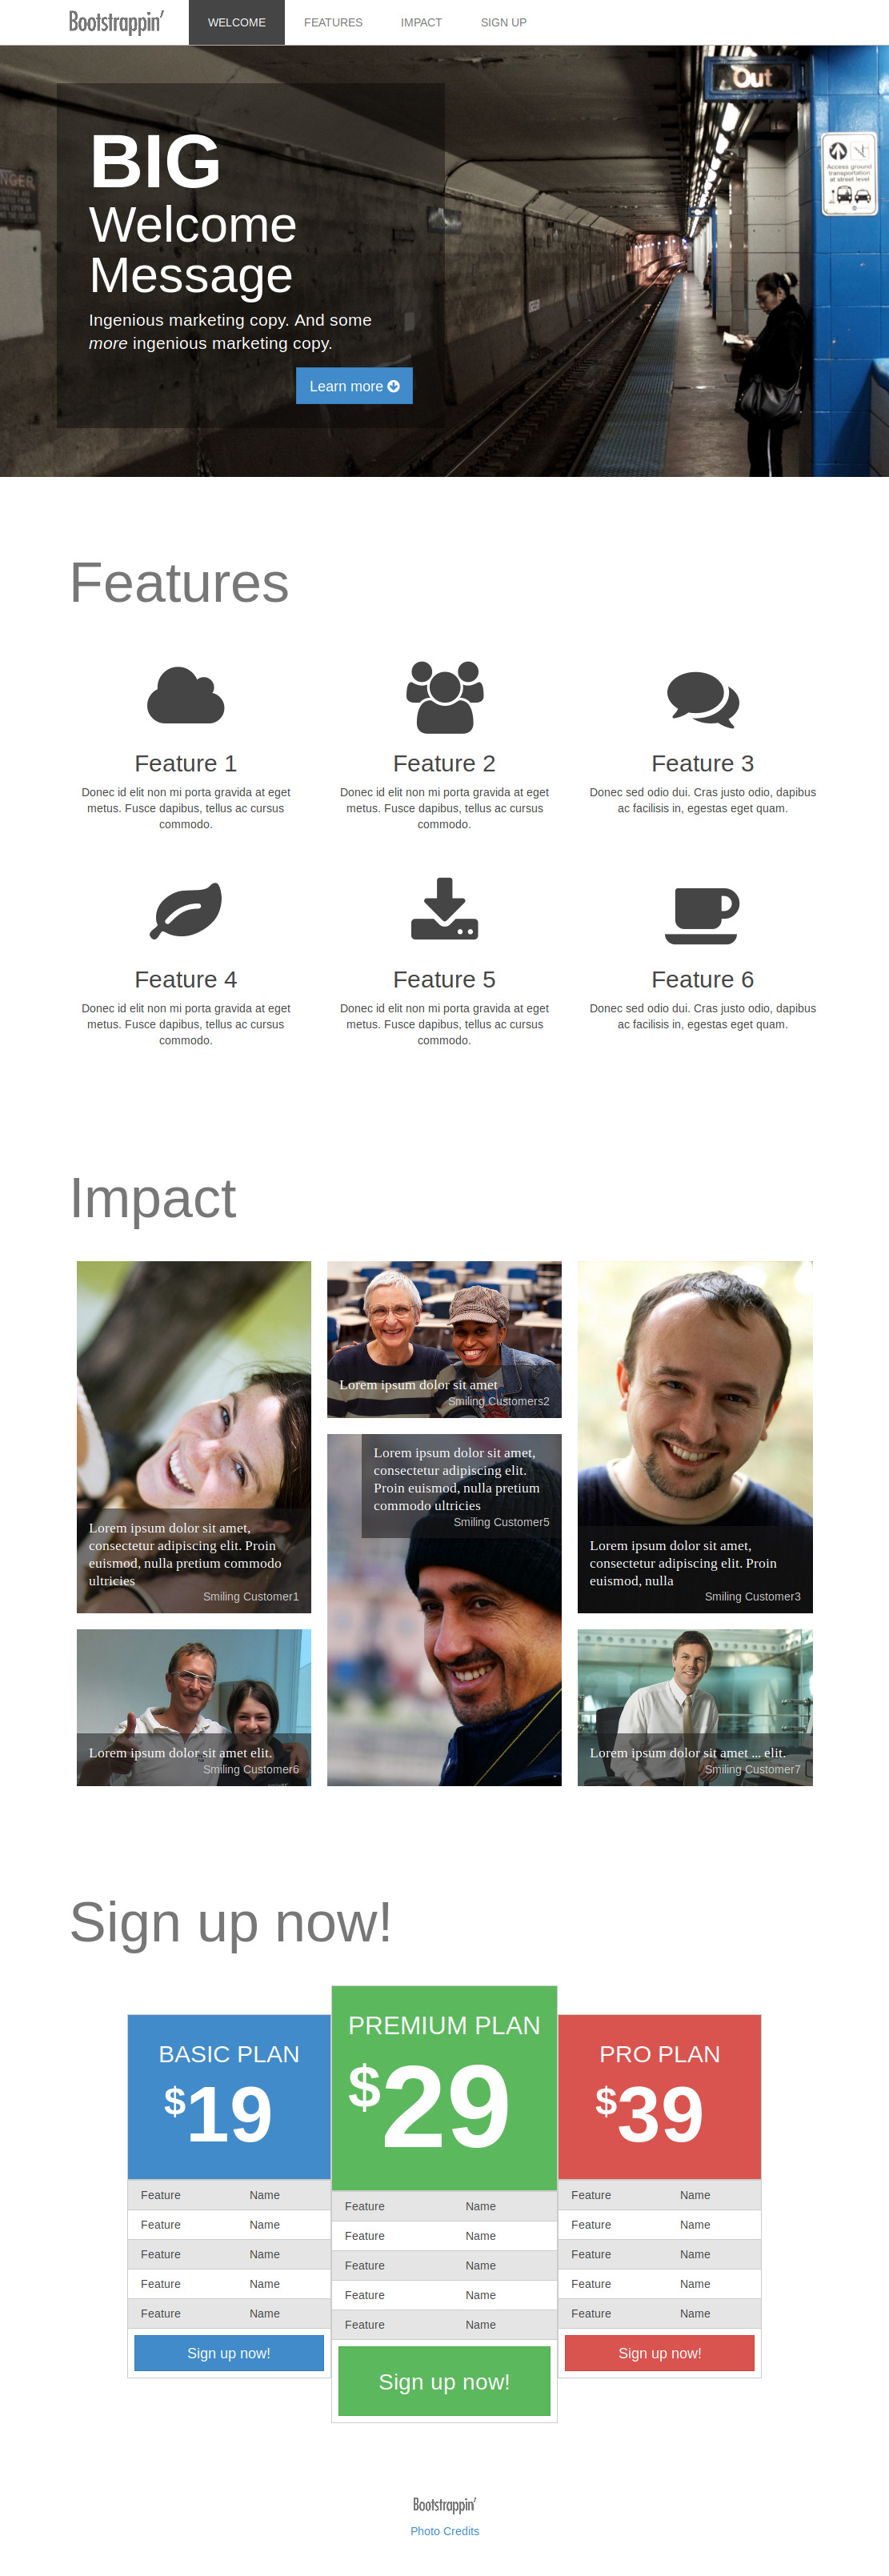 Bootstrappin' WELCOME FEATURES IMPACT SIGN UP
Out
Access ground
transportation
at street level
BIG
Welcome
Message
Ingenious marketing copy. And some
more ingenious marketing copy.
Learn more
Features
Feature 1
Donec id elit non mi porta gravida at eget
metus. Fusce dapibus, tellus ac cursus
commodo.
Feature 2
Donec id elit non mi porta gravida at eget
metus. Fusce dapibus, tellus ac cursus
commodo.
Feature 3
Donec sed odio dui. Cras justo odio, dapibus
ac facilisis in, egestas eget quam.
Feature 4
Donec id elit non mi porta gravida at eget
metus. Fusce dapibus, tellus ac cursus
commodo.
Feature 5
Donec id elit non mi porta gravida at eget
metus. Fusce dapibus, tellus ac cursus
commodo.
Feature 6
Donec sed odio dui. Cras justo odio, dapibus
ac facilisis in, egestas eget quam.
Impact
Lorem ipsum dolor sit amet,
consectetur adipiscing elit. Proin
euismod, nulla pretium commodo
ultricies
Smiling Customer1
Lorem ipsum dolor sit amet
Smiling Customers2
Lorem ipsum dolor sit amet,
consectetur adipiscing elit.
Proin euismod, nulla pretium
commodo ultricies
Smiling Customer5
Lorem ipsum dolor sit amet,
consectetur adipiscing elit. Proin
euismod, nulla
Smiling Customer3
Lorem ipsum dolor sit amet elit.
Smiling Customer6
Lorem ipsum dolor sit amet ... elit.
Smiling Customer7
Sign up now!
BASIC PLAN
$19
Feature Name
Feature Name
Feature Name
Feature Name
Feature Name
Sign up now!
PREMIUM PLAN
$29
Feature Name
Feature Name
Feature Name
Feature Name
Feature Name
Sign up now!
PRO PLAN
$39
Feature Name
Feature Name
Feature Name
Feature Name
Feature Name
Sign up now!
Bootstrappin'
Photo Credits